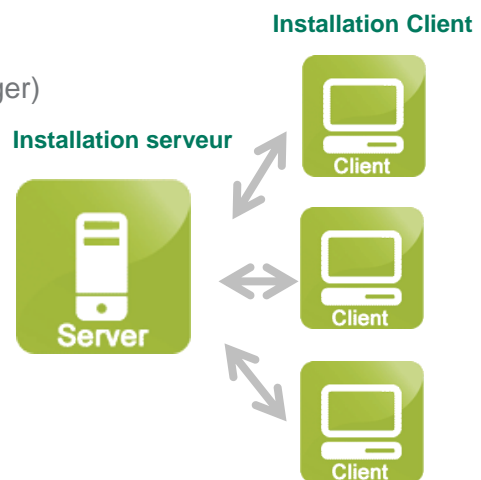 Installation Client
ger)
Installation serveur
Client
Server
Client
Client